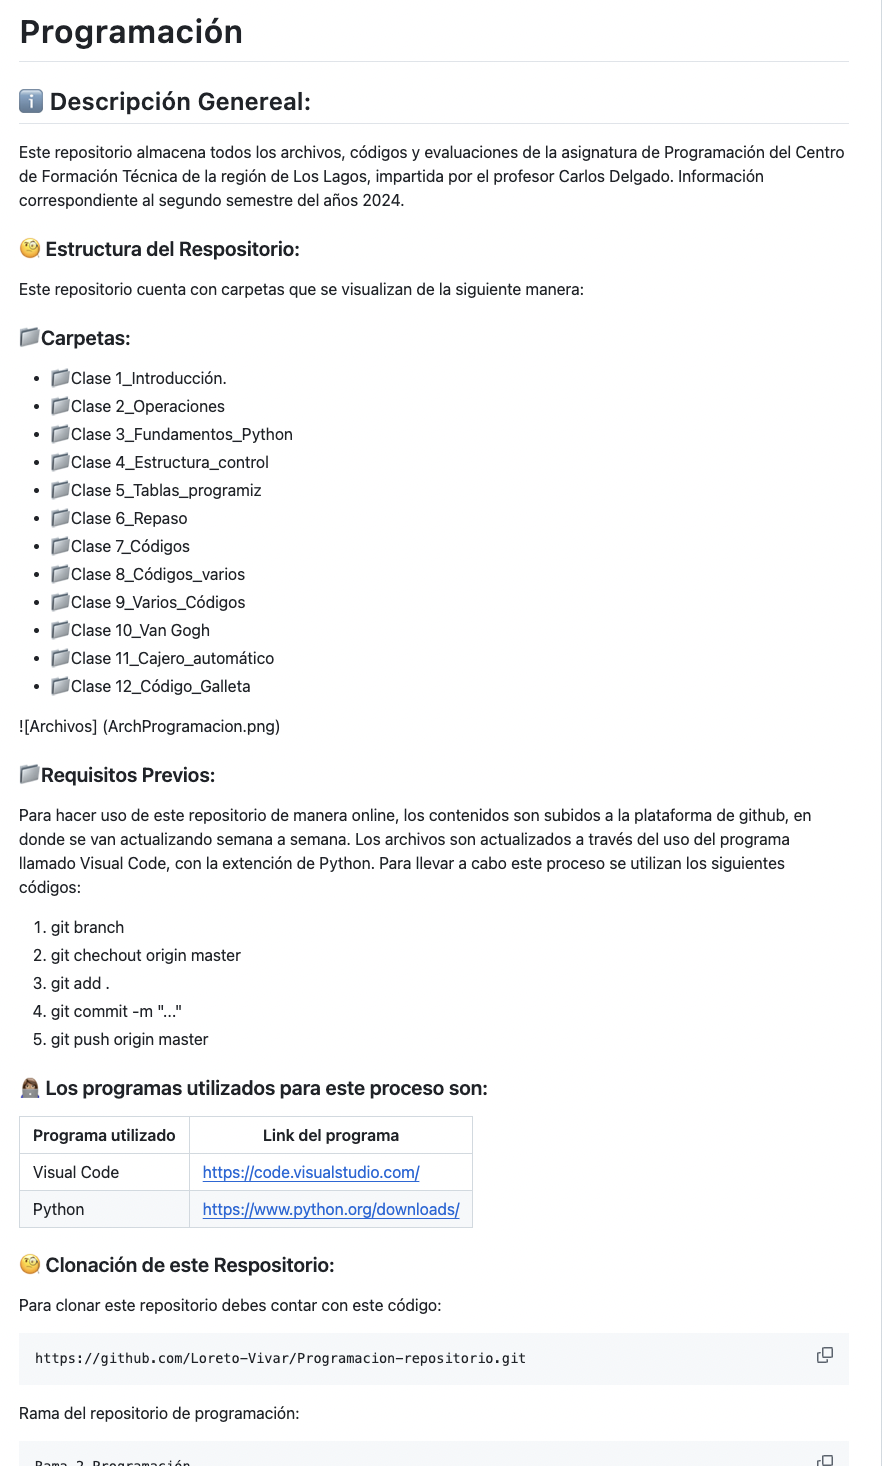 Programación
Descripción Genereal:
Este repositorio almacena todos los archivos, códigos y evaluaciones de la asignatura de Programación del Centro
de Formación Técnica de la región de Los Lagos, impartida por el profesor Carlos Delgado. Información
correspondiente al segundo semestre del años 2024.
Estructura del Respositorio:
Este repositorio cuenta con carpetas que se visualizan de la siguiente manera:
Carpetas:
Clase 1_Introducción.
Clase 2_Operaciones
Clase 3_Fundamentos_Python
Clase 4_Estructura_control
Clase 5_Tablas_programiz
Clase 6_Repaso
Clase 7_Códigos
Clase 8_Códigos_varios
Clase 9_Varios_Códigos
Clase 10_Van Gogh
Clase 11_Cajero_automático
Clase 12_Código_Galleta
![Archivos] (ArchProgramacion.png)
Requisitos Previos:
Para hacer uso de este repositorio de manera online, los contenidos son subidos a la plataforma de github, en
donde se van actualizando semana a semana. Los archivos son actualizados a través del uso del programa
llamado Visual Code, con la extención de Python. Para llevar a cabo este proceso se utilizan los siguientes
códigos:
1. git branch
2. git chechout origin master
3. git add .
4. git commit -m "..."
5. git push origin master
Los programas utilizados para este proceso son:
Programa utilizado Link del programa
Visual Code https://code.visualstudio.com/
Python https://www.python.org/downloads/
Clonación de este Respositorio:
Para clonar este repositorio debes contar con este código:
https://github.com/Loreto-Vivar/Programacion-repositorio.git
Rama del repositorio de programación:
Rama 2 Programación